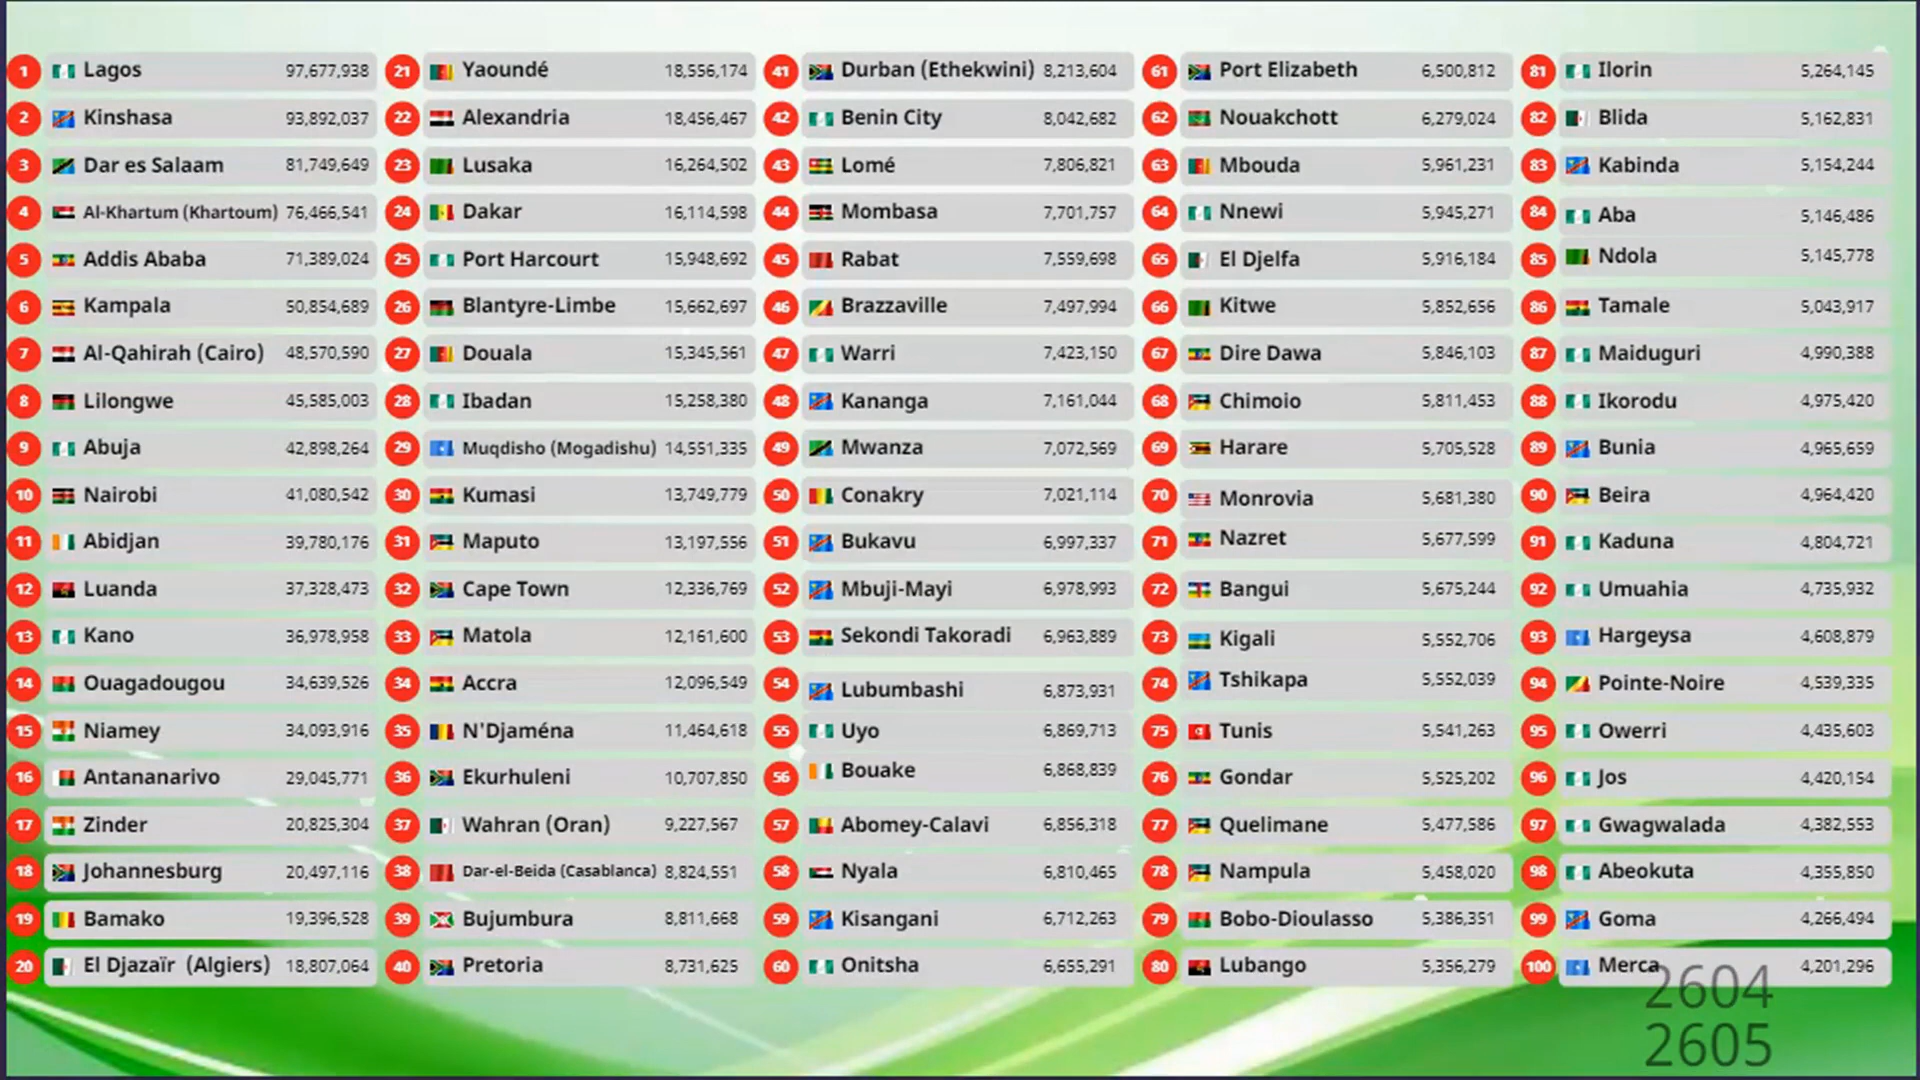 1 Lagos 97,677,938
2 Kinshasa 93,892,037
3 Dar es Salaam 81,749,649
4 Al-Khartum (Khartoum) 76,466,541
5 Addis Ababa 71,389,024
6 Kampala 50,854,689
7 Al-Qahirah (Cairo) 48,570,590
8 Lilongwe 45,585,003
9 Abuja 42,898,264
10 Nairobi 41,080,542
11 Abidjan 39,780,176
12 Luanda 37,328,473
13 Kano 36,978,958
14 Ouagadougou 34,639,526
15 Niamey 34,093,916
16 Antananarivo 29,045,771
17 Zinder 20,825,304
18 Johannesburg 20,497,116
19 Bamako 19,396,528
20 El Djazaïr (Algiers) 18,807,064
21 Yaoundé 18,556,174
22 Alexandria 18,456,467
23 Lusaka 16,264,502
24 Dakar 16,114,598
25 Port Harcourt 15,948,692
26 Blantyre-Limbe 15,662,697
27 Douala 15,345,561
28 Ibadan 15,258,380
29 Muqdisho (Mogadishu) 14,551,335
30 Kumasi 13,749,779
31 Maputo 13,197,556
32 Cape Town 12,336,769
33 Matola 12,161,600
34 Accra 12,096,549
35 N'Djaména 11,464,618
36 Ekurhuleni 10,707,850
37 Wahran (Oran) 9,227,567
38 Dar-el-Beida (Casablanca) 8,824,551
39 Bujumbura 8,811,668
40 Pretoria 8,731,625
41 Durban (Ethekwini) 8,213,604
42 Benin City 8,042,682
43 Lomé 7,806,821
44 Mombasa 7,701,757
45 Rabat 7,559,698
46 Brazzaville 7,497,994
47 Warri 7,423,150
48 Kananga 7,161,044
49 Mwanza 7,072,569
50 Conakry 7,021,114
51 Bukavu 6,997,337
52 Mbuji-Mayi 6,978,993
53 Sekondi Takoradi 6,963,889
54 Lubumbashi 6,873,931
55 Uyo 6,869,713
56 Bouake 6,868,839
57 Abomey-Calavi 6,856,318
58 Nyala 6,810,465
59 Kisangani 6,712,263
60 Onitsha 6,655,291
61 Port Elizabeth 6,500,812
62 Nouakchott 6,279,024
63 Mbouda 5,961,231
64 Nnewi 5,945,271
65 El Djelfa 5,916,184
66 Kitwe 5,852,656
67 Dire Dawa 5,846,103
68 Chimoio 5,811,453
69 Harare 5,705,528
70 Monrovia 5,681,380
71 Nazret 5,677,599
72 Bangui 5,675,244
73 Kigali 5,552,706
74 Tshikapa 5,552,039
75 Tunis 5,541,263
76 Gondar 5,525,202
77 Quelimane 5,477,586
78 Nampula 5,458,020
79 Bobo-Dioulasso 5,386,351
80 Lubango 5,356,279
81 Ilorin 5,264,145
82 Blida 5,162,831
83 Kabinda 5,154,244
84 Aba 5,146,486
85 Ndola 5,145,778
86 Tamale 5,043,917
87 Maiduguri 4,990,388
88 Ikorodu 4,975,420
89 Bunia 4,965,659
90 Beira 4,964,420
91 Kaduna 4,804,721
92 Umuahia 4,735,932
93 Hargeysa 4,608,879
94 Pointe-Noire 4,539,335
95 Owerri 4,435,603
96 Jos 4,420,154
97 Gwagwalada 4,382,553
98 Abeokuta 4,355,850
99 Goma 4,266,494
100 Merca 4,201,296
2604
2605